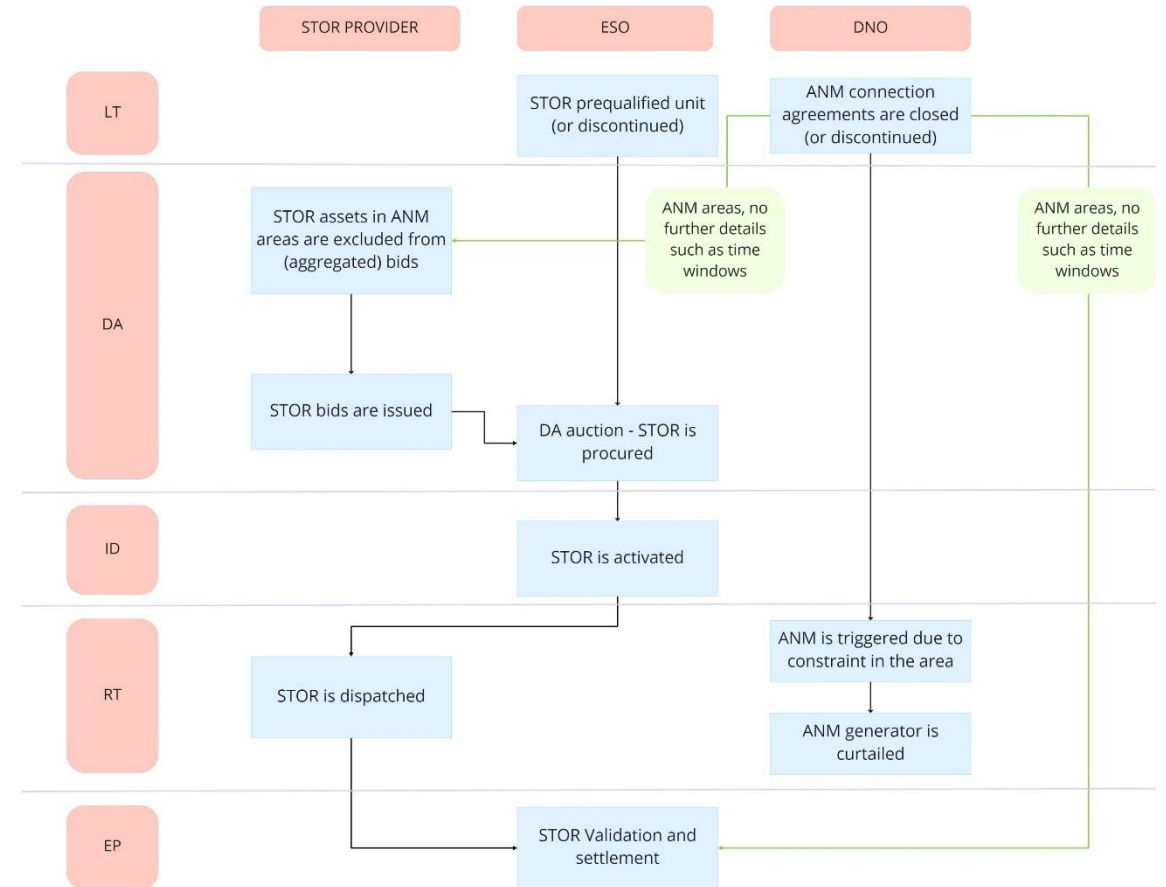 STOR PROVIDER
ESO
DNO
LT
STOR prequalified unit
(or discontinued)
ANM connection
agreements are closed
(or discontinued)
DA
STOR assets in ANM
areas are excluded from
(aggregated) bids
ANM areas, no
further details
such as time
windows
ANM areas, no
further details
such as time
windows
STOR bids are issued
DA auction - STOR is
procured
ID
STOR is activated
RT
STOR is dispatched
ANM is triggered due to
constraint in the area
ANM generator is
curtailed
EP
STOR Validation and
settlement